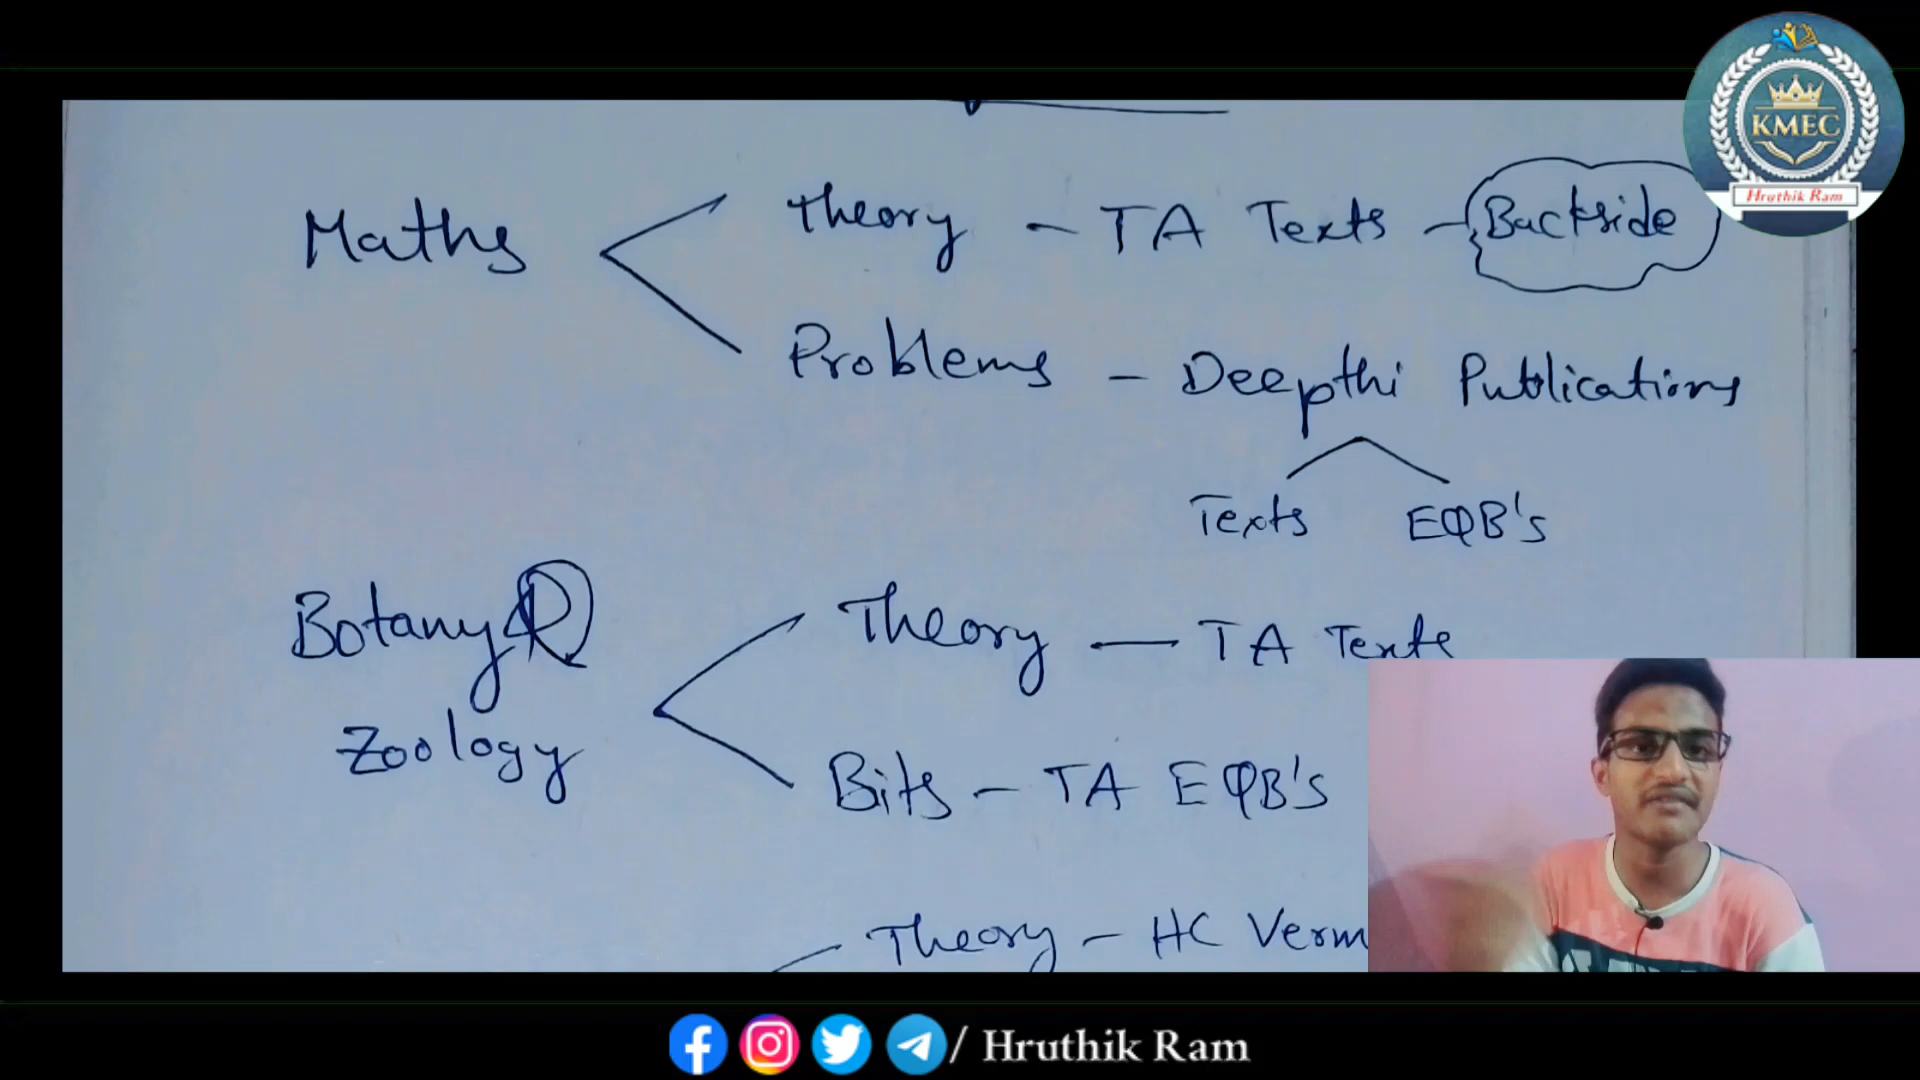 KMEC
Hruthik Ram
Maths
Theory - TA Texts - Backside
Problems - Deepthi Publications
Texts EQB's
Botany &
Zoology
Theory - TA Texts
Bits - TA EQB's
Theory - HC Verm
/ Hruthik Ram